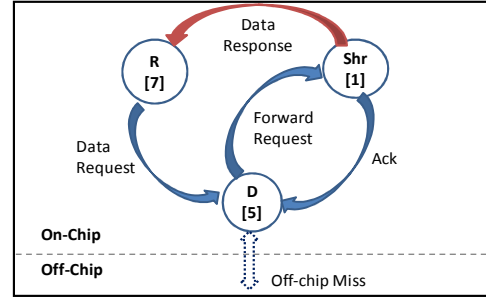 Data
Response
R
[7]
Shr
[1]
Forward
Request
Data
Request
Ack
D
[5]
On-Chip
Off-Chip
Off-chip Miss